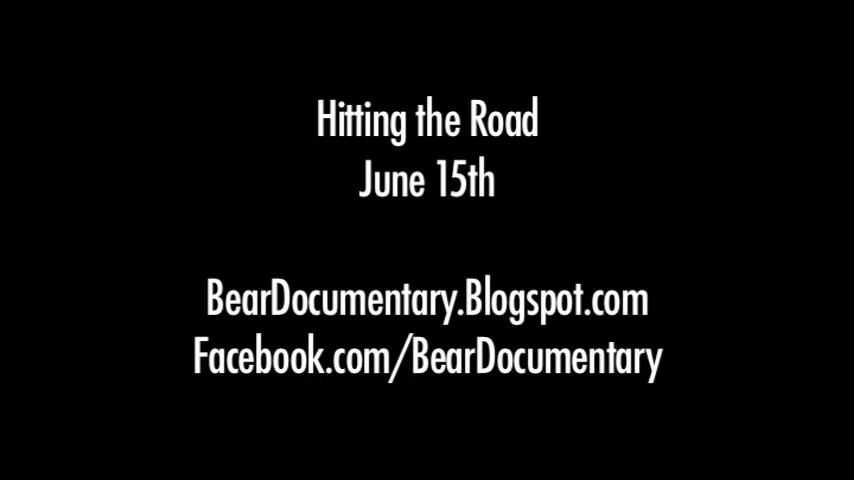 Hitting the Road
June 15th
BearDocumentary.Blogspot.com
Facebook.com/BearDocumentary